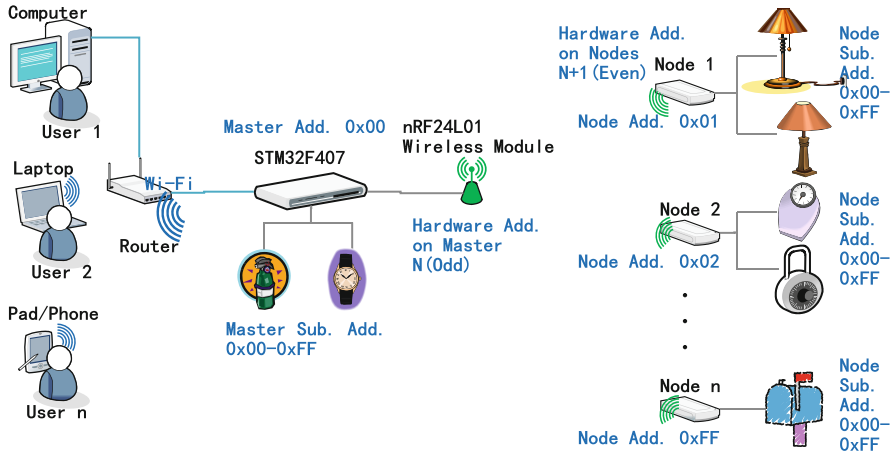 Computer
User 1
Laptop
User 2
Pad/Phone
User n
Wi-Fi
Router
Master Add. 0x00
STM32F407
Master Sub. Add.
0x00-0xFF
nRF24L01
Wireless Module
Hardware Add.
on Master
N(Odd)
Hardware Add.
on Nodes
N+1(Even)
Node 1
Node Add. 0x01
Node
Sub.
Add.
0x00-
0xFF
Node 2
Node Add. 0x02
Node
Sub.
Add.
0x00-
0xFF
Node n
Node Add. 0xFF
Node
Sub.
Add.
0x00-
0xFF